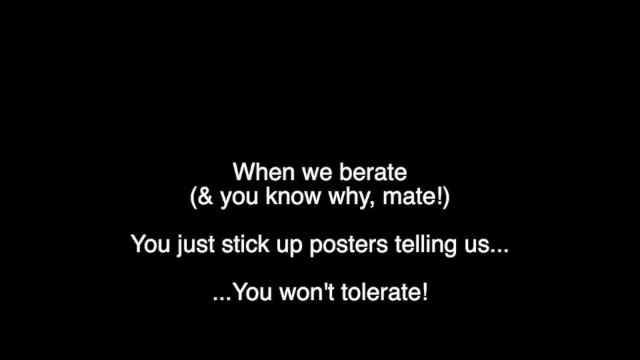 When we berate
(& you know why, mate!)
You just stick up posters telling us...
...You won't tolerate!